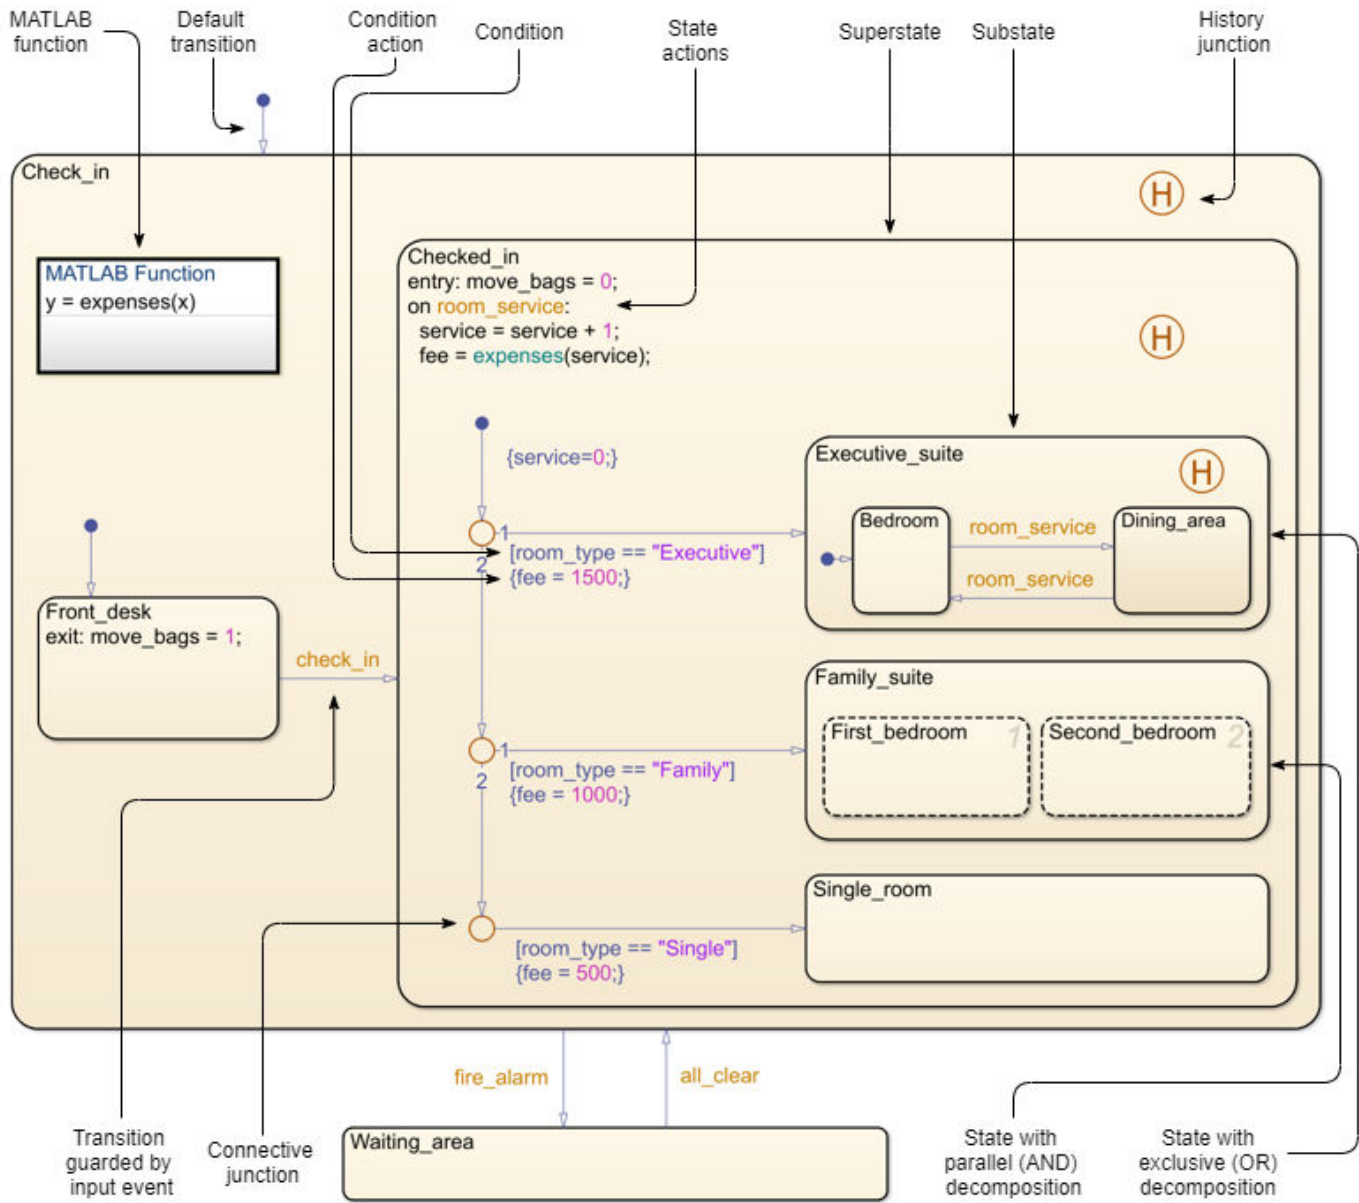 MATLAB
function
Default
transition
Condition
action
Condition
State
actions
Superstate
Substate
History
junction
Check_in
H
MATLAB Function
y = expenses(x)
Checked_in
entry: move_bags = 0;
on room_service:
service = service + 1;
fee = expenses(service);
H
{service=0;}
Executive_suite
H
Bedroom
room_service
Dining_area
room_service
1
[room_type == "Executive"]
2
{fee = 1500;}
Front_desk
exit: move_bags = 1;
check_in
Family_suite
First_bedroom
1
Second_bedroom
2
1
[room_type == "Family"]
2
{fee = 1000;}
Single_room
[room_type == "Single"]
{fee = 500;}
fire_alarm
all_clear
Waiting_area
Transition
guarded by
input event
Connective
junction
State with
parallel (AND)
decomposition
State with
exclusive (OR)
decomposition